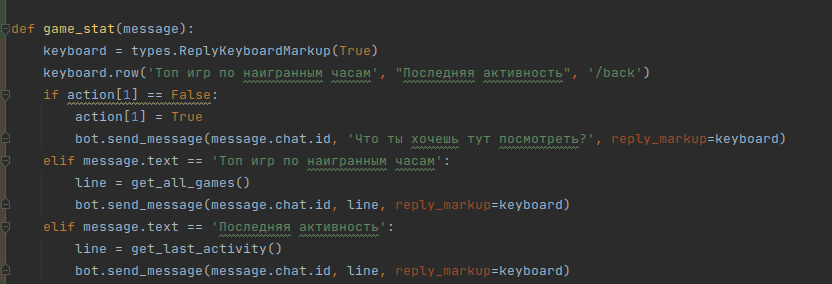 def game_stat(message):
    keyboard = types.ReplyKeyboardMarkup(True)
    keyboard.row('Топ игр по наигранным часам', "Последняя активность", '/back')
    if action[1] == False:
        action[1] = True
        bot.send_message(message.chat.id, 'Что ты хочешь тут посмотреть?', reply_markup=keyboard)
    elif message.text == 'Топ игр по наигранным часам':
        line = get_all_games()
        bot.send_message(message.chat.id, line, reply_markup=keyboard)
    elif message.text == 'Последняя активность':
        line = get_last_activity()
        bot.send_message(message.chat.id, line, reply_markup=keyboard)